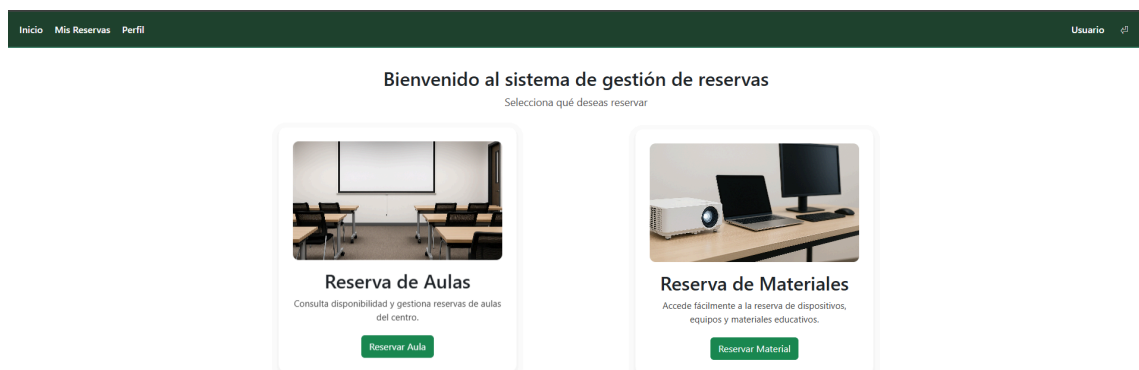 Inicio Mis Reservas Perfil Usuario
Bienvenido al sistema de gestión de reservas
Selecciona qué deseas reservar
Reserva de Aulas
Consulta disponibilidad y gestiona reservas de aulas
del centro.
Reservar Aula
Reserva de Materiales
Accede fácilmente a la reserva de dispositivos,
equipos y materiales educativos.
Reservar Material